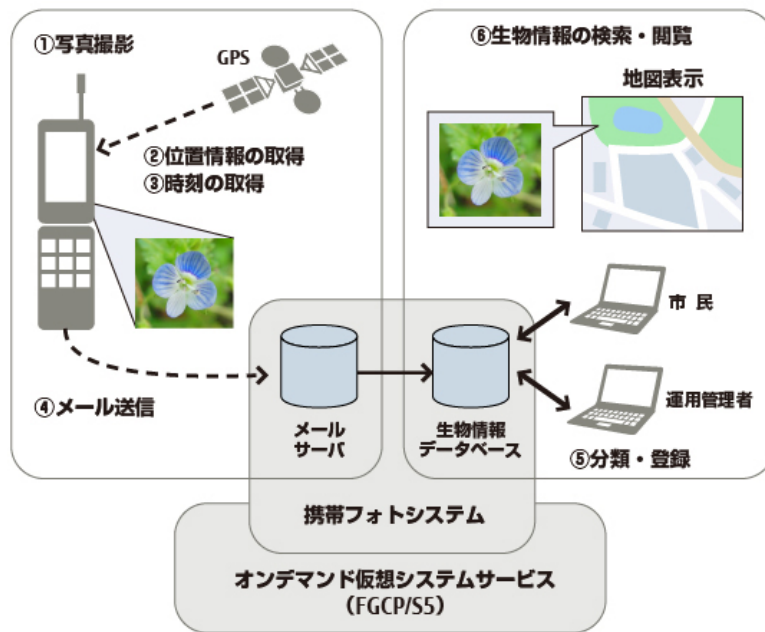 ①写真撮影
GPS
②位置情報の取得
③時刻の取得
④メール送信
メール
サーバ
⑥生物情報の検索・閲覧
地図表示
市 民
運用管理者
⑤分類・登録
生物情報
データベース
携帯フォトシステム
オンデマンド仮想システムサービス
（FGCP/S5）